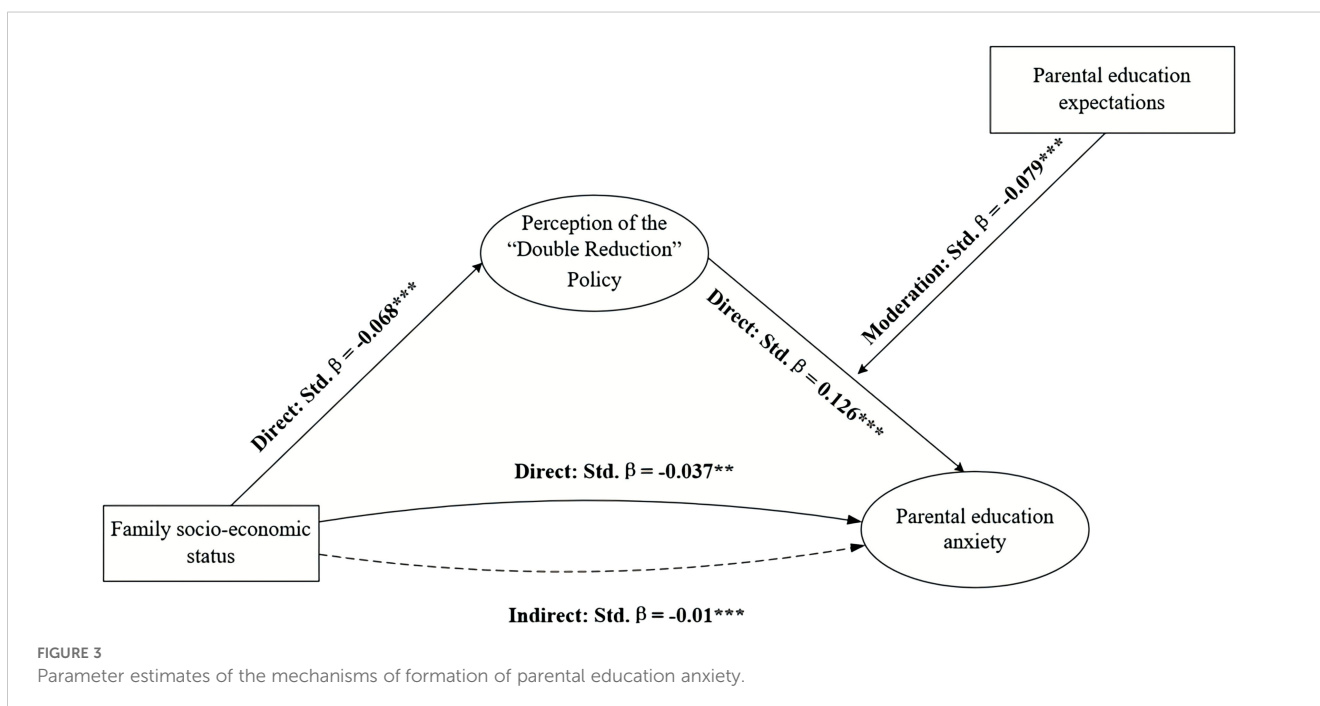 Parental education
expectations
Moderation: Std. β = -0.079***
Perception of the
“Double Reduction”
Policy
Direct: Std. β = -0.068***
Direct: Std. β = 0.126***
Direct: Std. β = -0.037**
Family socio-economic
status
Parental education
anxiety
Indirect: Std. β = -0.01***
FIGURE 3
Parameter estimates of the mechanisms of formation of parental education anxiety.